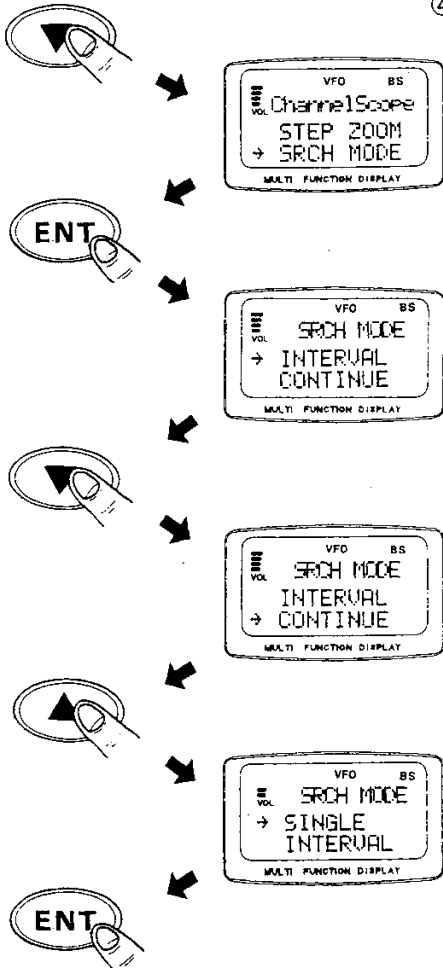 VFO BS
VOL ChannelScope
STEP ZOOM
→ SRCH MODE
MULTI FUNCTION DISPLAY
ENT
VFO BS
VOL SRCH MODE
→ INTERVAL
CONTINUE
MULTI FUNCTION DISPLAY
VFO BS
VOL SRCH MODE
INTERVAL
→ CONTINUE
MULTI FUNCTION DISPLAY
VFO BS
VOL SRCH MODE
→ SINGLE
INTERVAL
MULTI FUNCTION DISPLAY
ENT